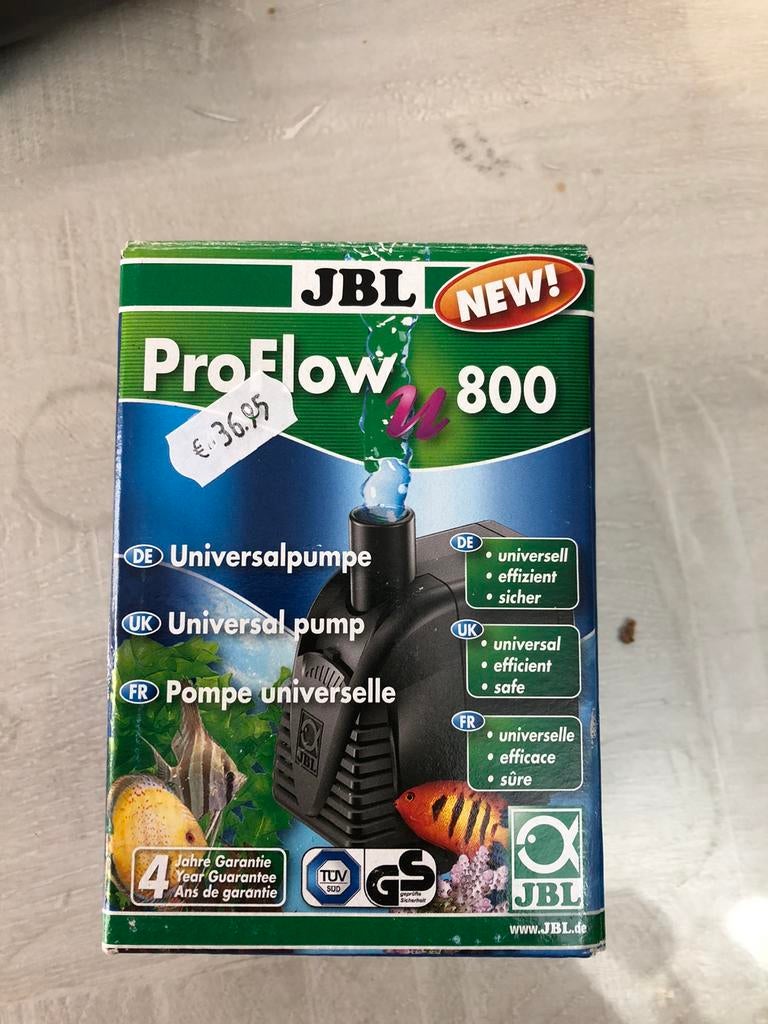 JBL
NEW!
ProFlow u 800
€ 36.95
DE Universalpumpe
UK Universal pump
FR Pompe universelle
DE
• universell
• effizient
• sicher
UK
• universal
• efficient
• safe
FR
• universelle
• efficace
• sûre
JBL
4 Jahre Garantie
Year Guarantee
Ans de garantie
TÜV
SÜD
GS
geprüfte
Sicherheit
JBL
www.JBL.de